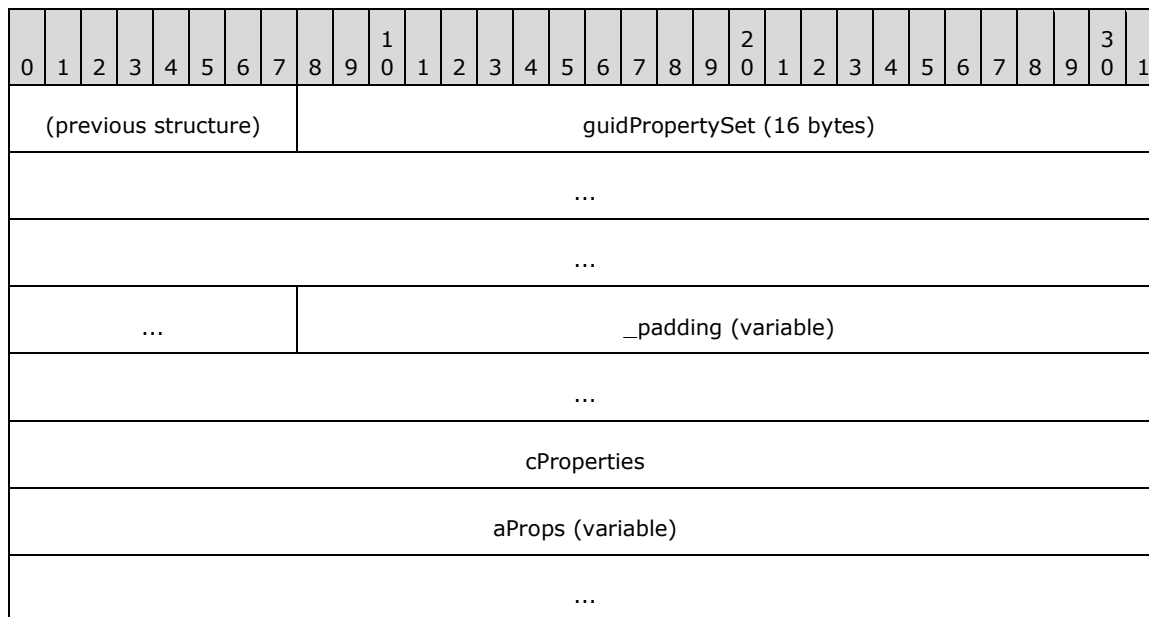 1 2 3
0 1 2 3 4 5 6 7 8 9 0 1 2 3 4 5 6 7 8 9 0 1 2 3 4 5 6 7 8 9 0 1
(previous structure) guidPropertySet (16 bytes)
...
...
... _padding (variable)
...
cProperties
aProps (variable)
...